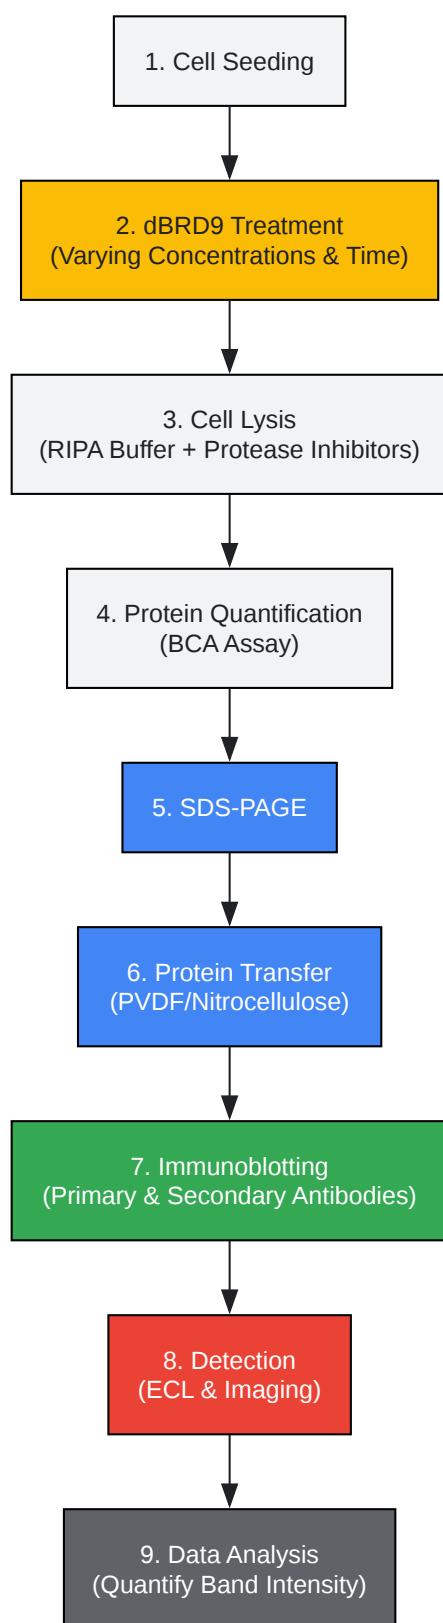 1. Cell Seeding
2. dBRD9 Treatment
(Varying Concentrations & Time)
3. Cell Lysis
(RIPA Buffer + Protease Inhibitors)
4. Protein Quantification
(BCA Assay)
5. SDS-PAGE
6. Protein Transfer
(PVDF/Nitrocellulose)
7. Immunoblotting
(Primary & Secondary Antibodies)
8. Detection
(ECL & Imaging)
9. Data Analysis
(Quantify Band Intensity)